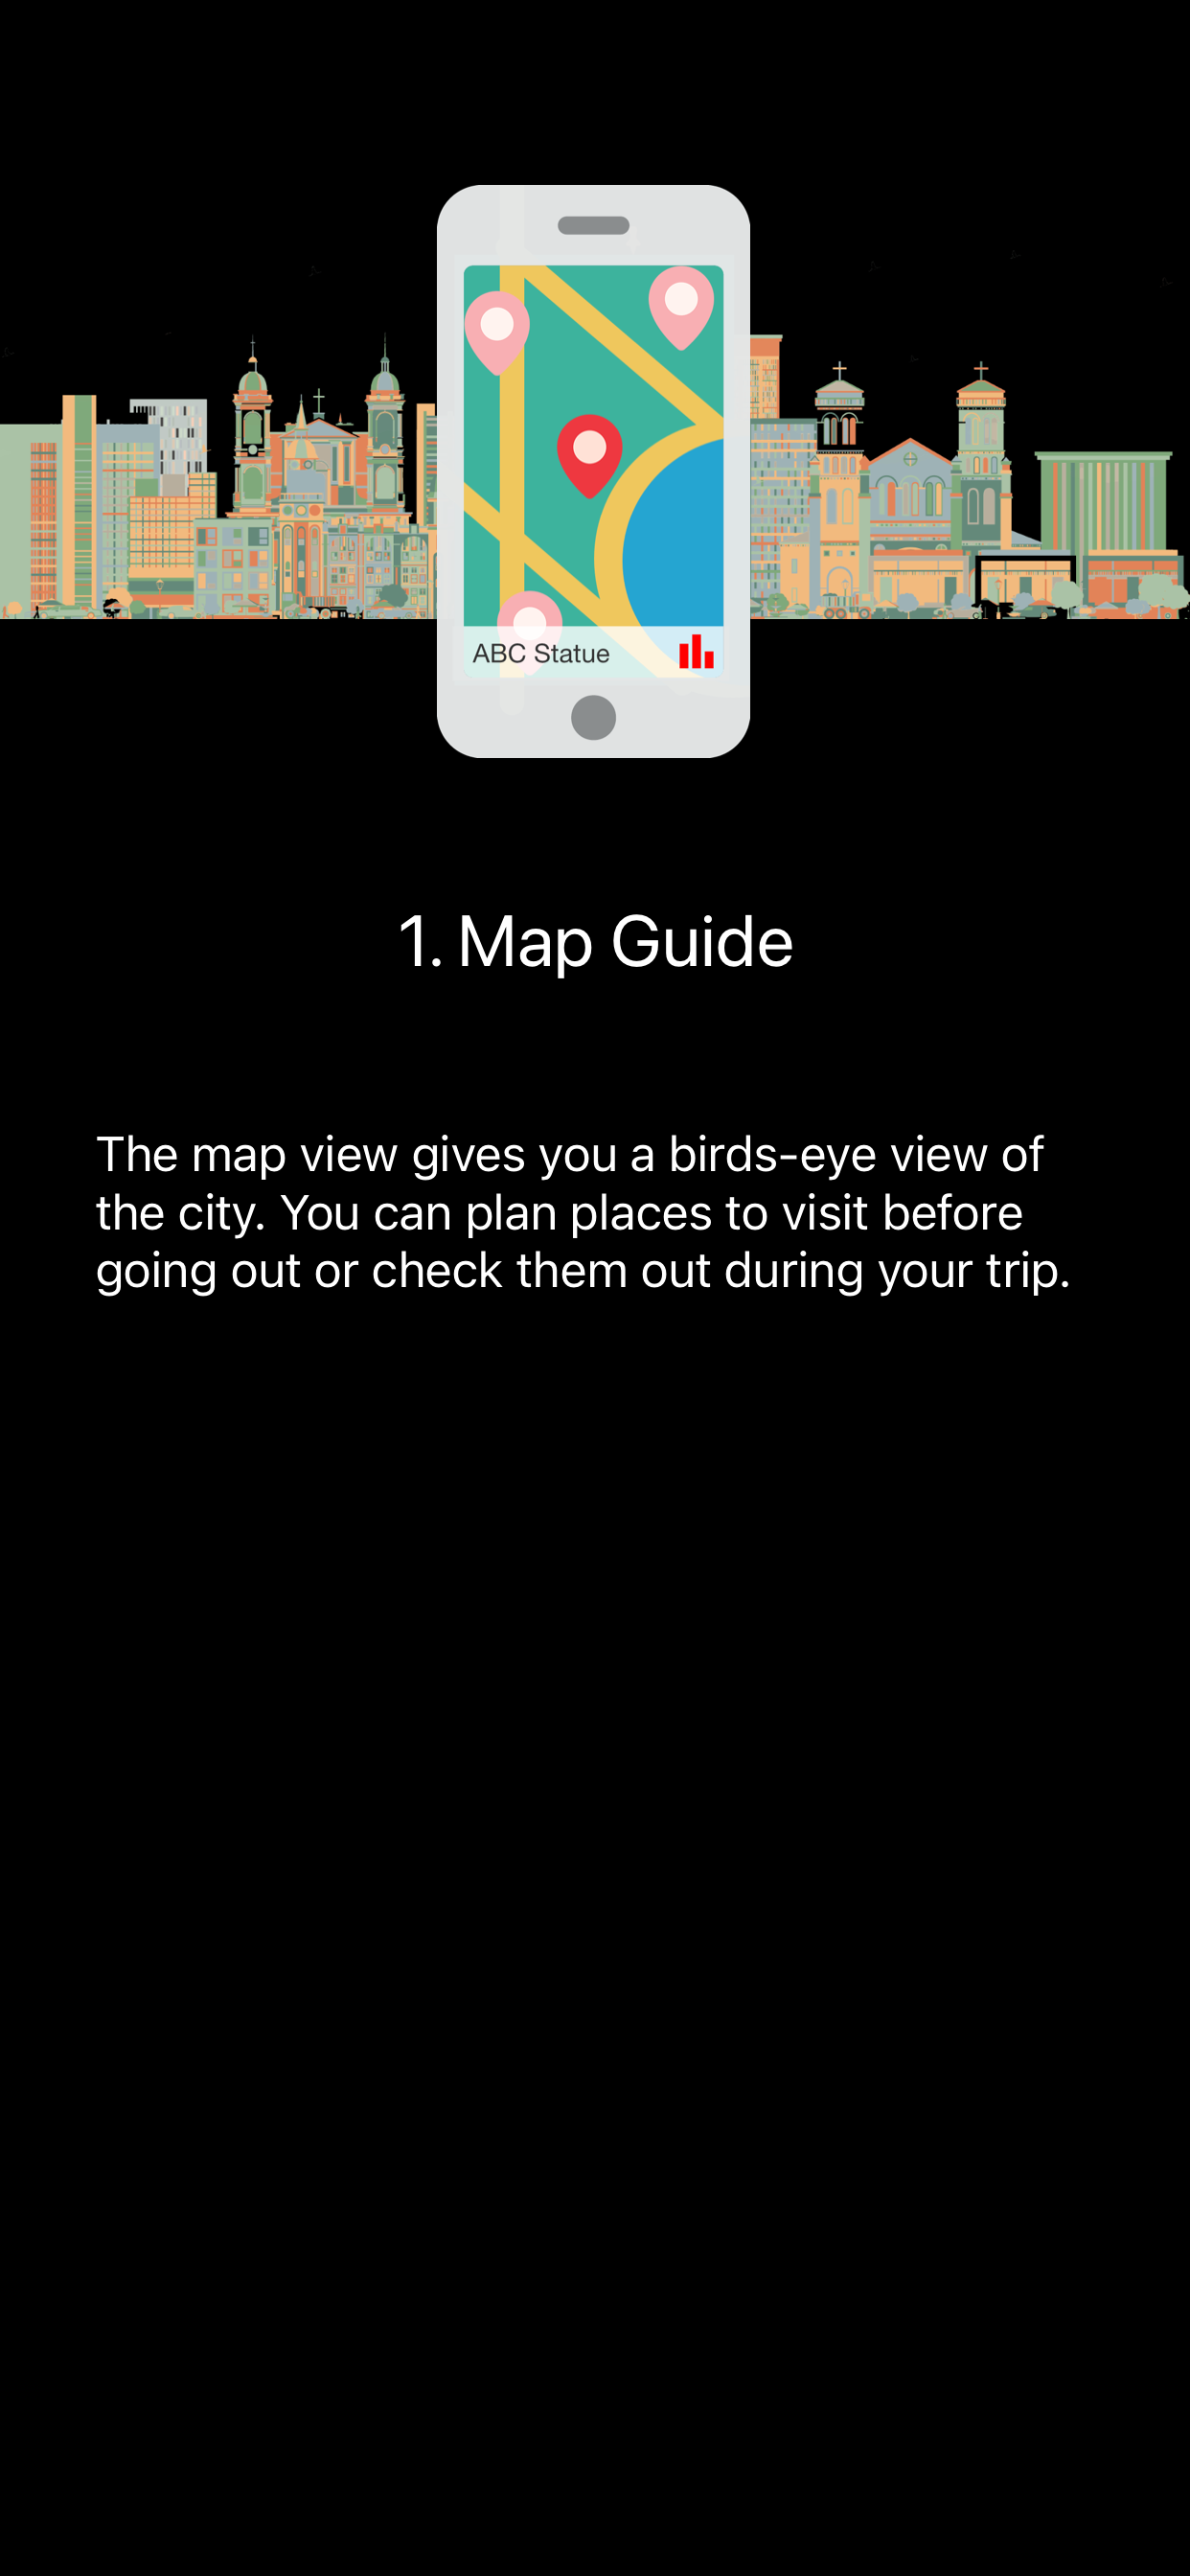 ABC Statue
1. Map Guide
The map view gives you a birds-eye view of
the city. You can plan places to visit before
going out or check them out during your trip.